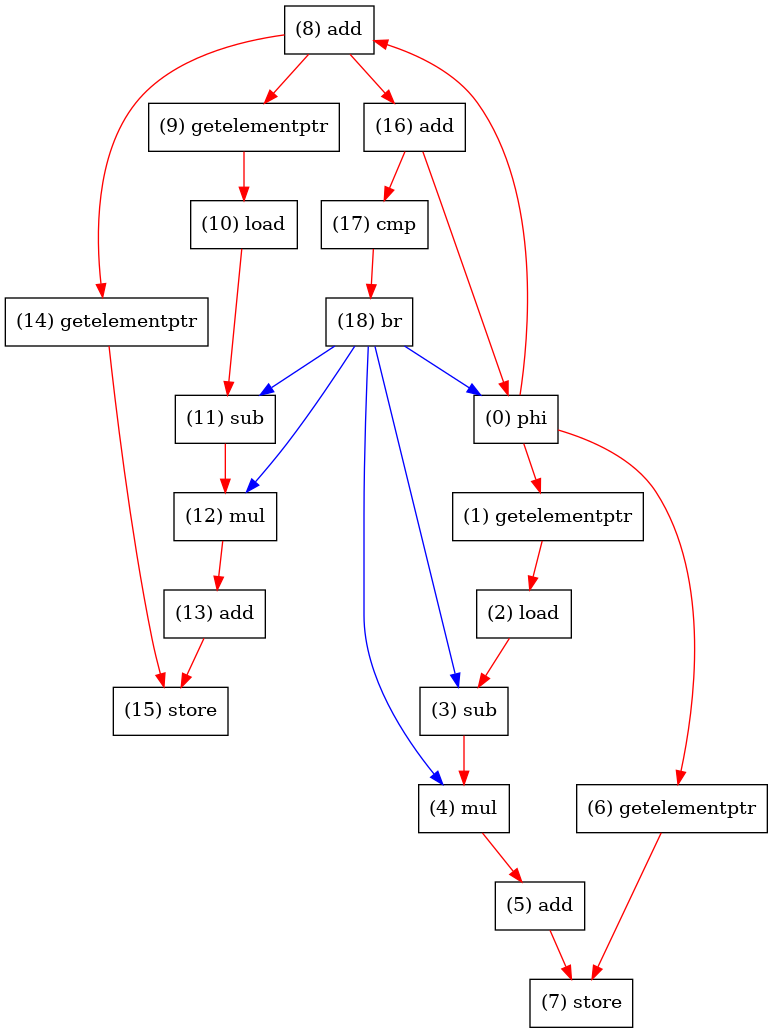 (8) add
(9) getelementptr
(16) add
(10) load
(17) cmp
(14) getelementptr
(18) br
(11) sub
(0) phi
(12) mul
(1) getelementptr
(13) add
(2) load
(15) store
(3) sub
(4) mul
(6) getelementptr
(5) add
(7) store